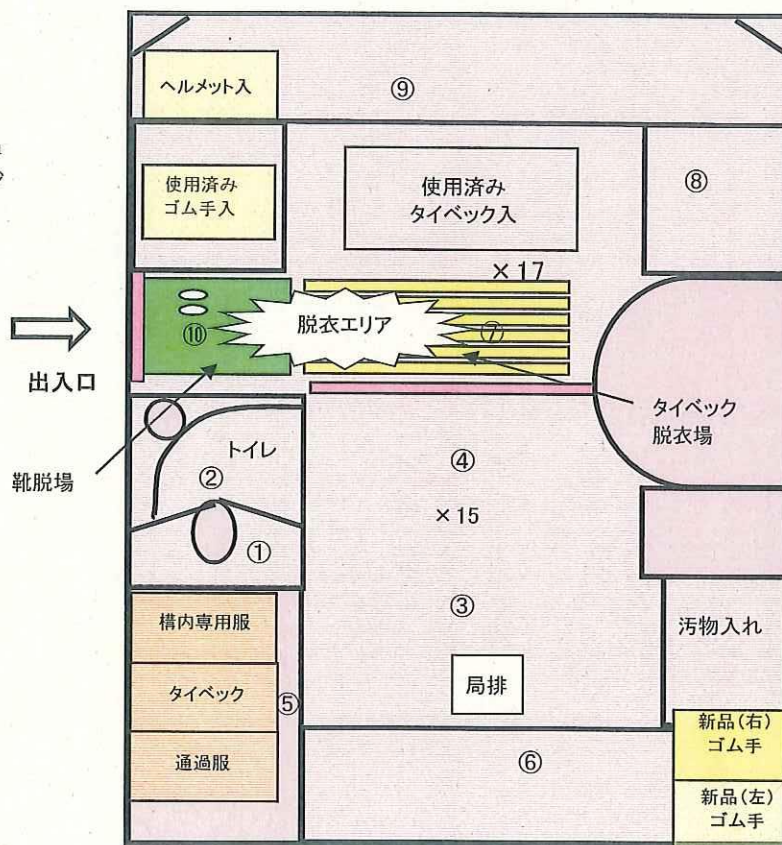 ヘルメット入
⑨
使用済み
ゴム手入
使用済み
タイベック入
⑧
×17
⑩
脱衣エリア
⑦
出入口
タイベック
脱衣場
靴脱場
トイレ
②
④
×15
①
③
構内専用服
汚物入れ
タイベック
⑤
局排
通過服
⑥
新品(右)
ゴム手
新品(左)
ゴム手